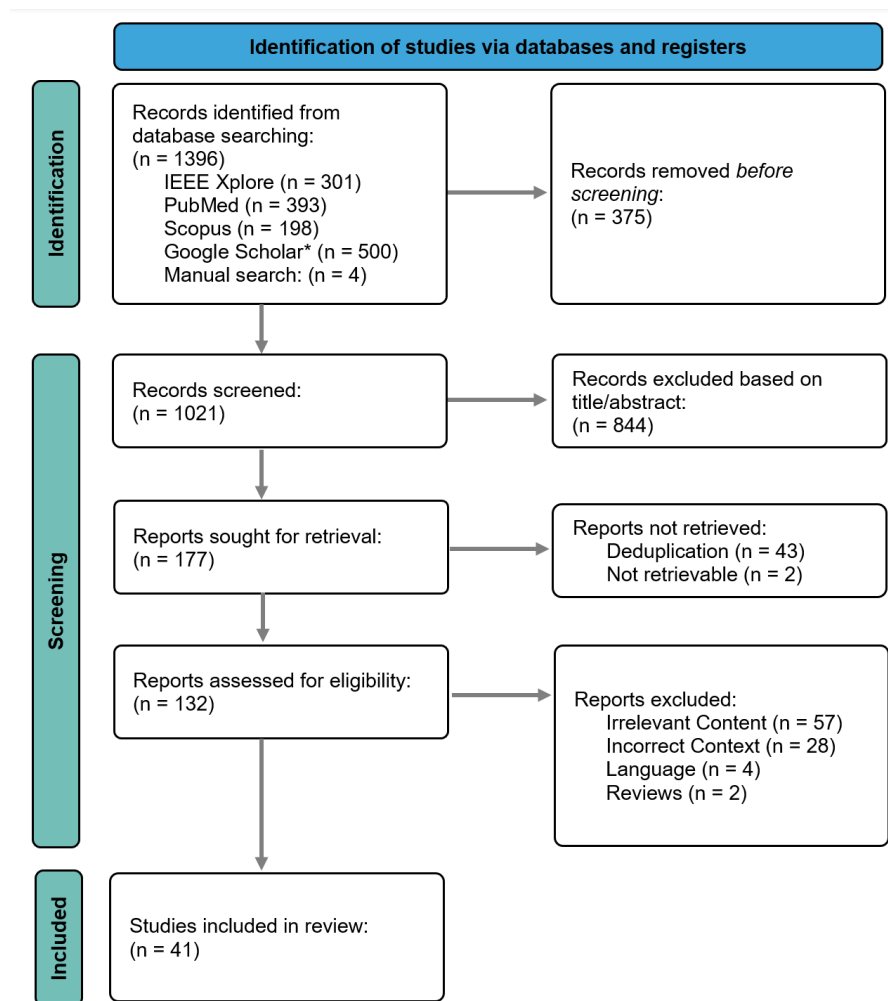 Identification of studies via databases and registers
Identification
Records identified from
database searching:
(n = 1396)
IEEE Xplore (n = 301)
PubMed (n = 393)
Scopus (n = 198)
Google Scholar* (n = 500)
Manual search: (n = 4)
Records removed before
screening:
(n = 375)
Screening
Records screened:
(n = 1021)
Records excluded based on
title/abstract:
(n = 844)
Reports sought for retrieval:
(n = 177)
Reports not retrieved:
Deduplication (n = 43)
Not retrievable (n = 2)
Reports assessed for eligibility:
(n = 132)
Reports excluded:
Irrelevant Content (n = 57)
Incorrect Context (n = 28)
Language (n = 4)
Reviews (n = 2)
Included
Studies included in review:
(n = 41)